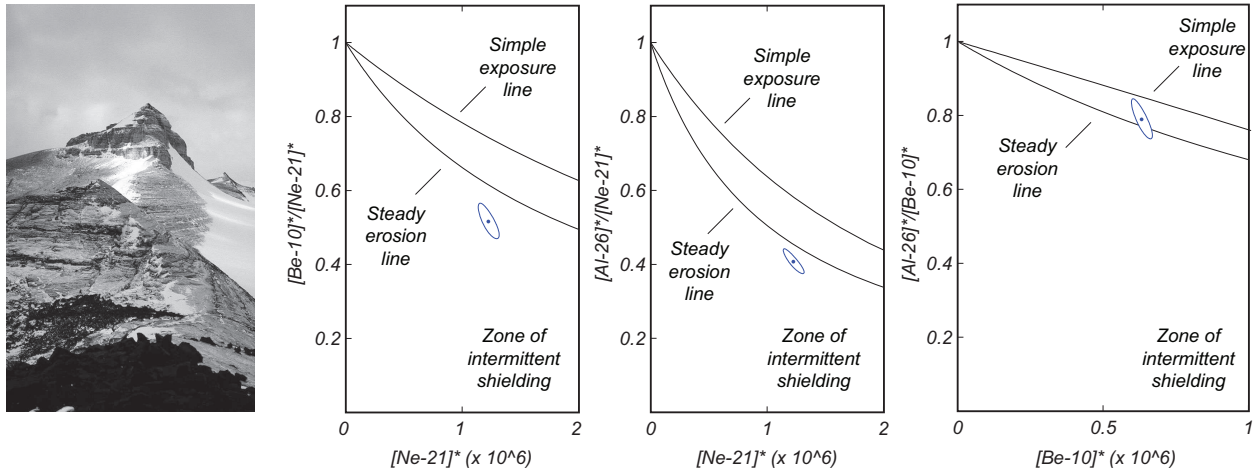 1
0.8
0.6
0.4
0.2
0
1
2
[Be-10]*/[Ne-21]*
[Ne-21]* (x 10^6)
Simple
exposure
line
Steady
erosion
line
Zone of
intermittent
shielding
1
0.8
0.6
0.4
0.2
0
1
2
[Al-26]*/[Ne-21]*
[Ne-21]* (x 10^6)
Simple
exposure
line
Steady
erosion
line
Zone of
intermittent
shielding
1
0.8
0.6
0.4
0.2
0
0.5
1
[Al-26]*/[Be-10]*
[Be-10]* (x 10^6)
Simple
exposure
line
Steady
erosion
line
Zone of
intermittent
shielding